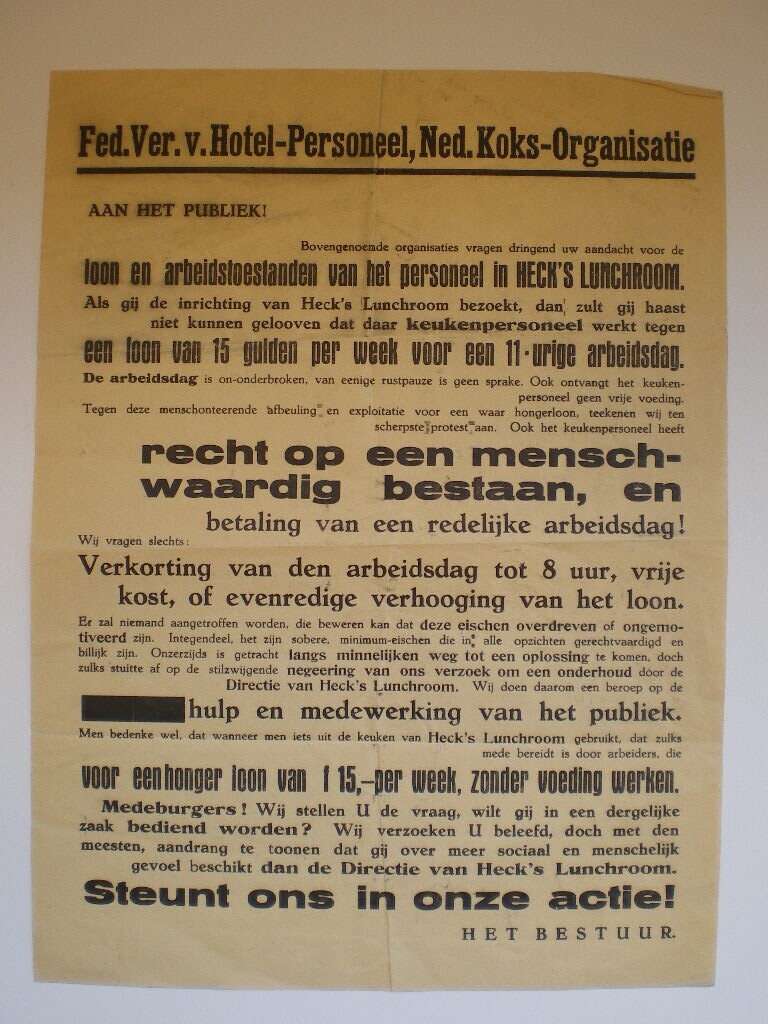 Fed. Ver. v. Hotel-Personeel, Ned. Koks-Organisatie
AAN HET PUBLIEK!
Bovengenoemde organisaties vragen dringend uw aandacht voor de
loon en arbeidstoestanden van het personeel in HECK'S LUNCHROOM.
Als gij de inrichting van Heck's Lunchroom bezoekt, dan zult gij haast
niet kunnen gelooven dat daar keukenpersoneel werkt tegen
een loon van 15 gulden per week voor een 11-urige arbeidsdag.
De arbeidsdag is on-onderbroken, van eenige rustpauze is geen sprake. Ook ontvangt het keuken-
personeel geen vrije voeding.
Tegen deze menschonteerende afbeuling en exploitatie voor een waar hongerloon, teekenen wij ten
scherpste protest aan. Ook het keukenpersoneel heeft
recht op een mensch-
waardig bestaan, en
betaling van een redelijke arbeidsdag!
Wij vragen slechts:
Verkorting van den arbeidsdag tot 8 uur, vrije
kost, of evenredige verhooging van het loon.
Er zal niemand aangetroffen worden, die beweren kan dat deze eischen overdreven of ongemo-
tiveerd zijn. Integendeel, het zijn sobere, minimum-eischen die in alle opzichten gerechtvaardigd en
billijk zijn. Onzerzijds is getracht langs minnelijken weg tot een oplossing te komen, doch
zulks stuitte af op de stilzwijgende negeering van ons verzoek om een onderhoud door de
Directie van Heck's Lunchroom. Wij doen daarom een beroep op de
hulp en medewerking van het publiek.
Men bedenke wel, dat wanneer men iets uit de keuken van Heck's Lunchroom gebruikt, dat zulks
mede bereidt is door arbeiders, die
voor een honger loon van f 15,- per week, zonder voeding werken.
Medeburgers! Wij stellen U de vraag, wilt gij in een dergelijke
zaak bediend worden? Wij verzoeken U beleefd, doch met den
meesten, aandrang te toonen dat gij over meer sociaal en menschelijk
gevoel beschikt dan de Directie van Heck's Lunchroom.
Steunt ons in onze actie!
HET BESTUUR.